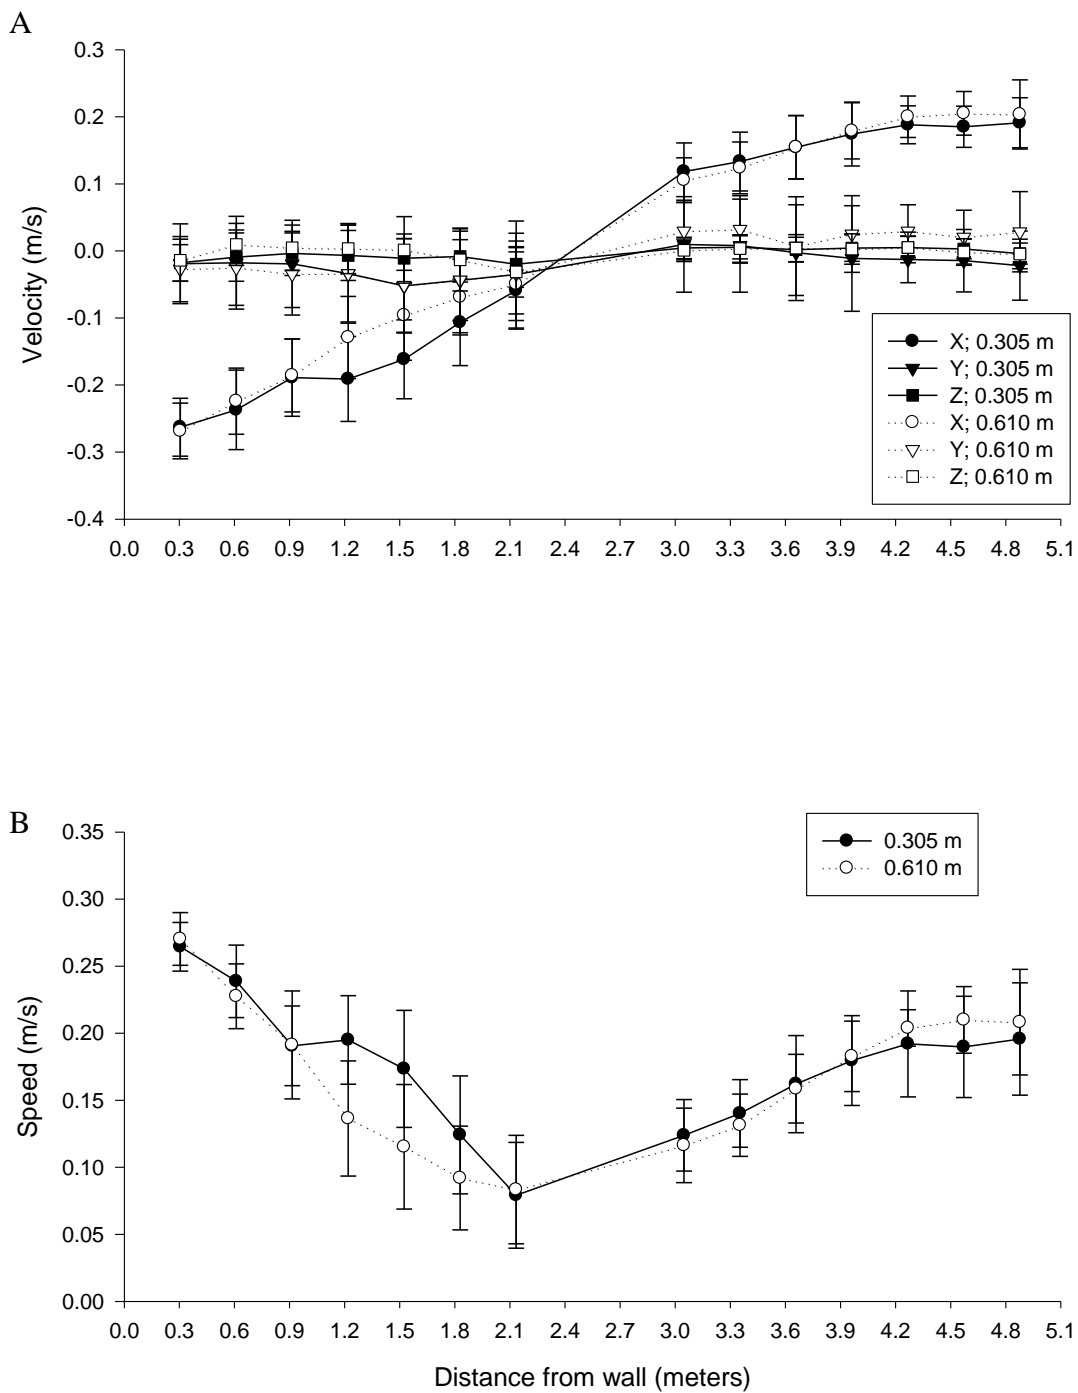 A
0.3
0.2
0.1
0.0
-0.1
-0.2
-0.3
-0.4
Velocity (m/s)
X; 0.305 m
Y; 0.305 m
Z; 0.305 m
X; 0.610 m
Y; 0.610 m
Z; 0.610 m
0.0 0.3 0.6 0.9 1.2 1.5 1.8 2.1 2.4 2.7 3.0 3.3 3.6 3.9 4.2 4.5 4.8 5.1
B
0.35
0.30
0.25
0.20
0.15
0.10
0.05
0.00
Speed (m/s)
0.305 m
0.610 m
0.0 0.3 0.6 0.9 1.2 1.5 1.8 2.1 2.4 2.7 3.0 3.3 3.6 3.9 4.2 4.5 4.8 5.1
Distance from wall (meters)